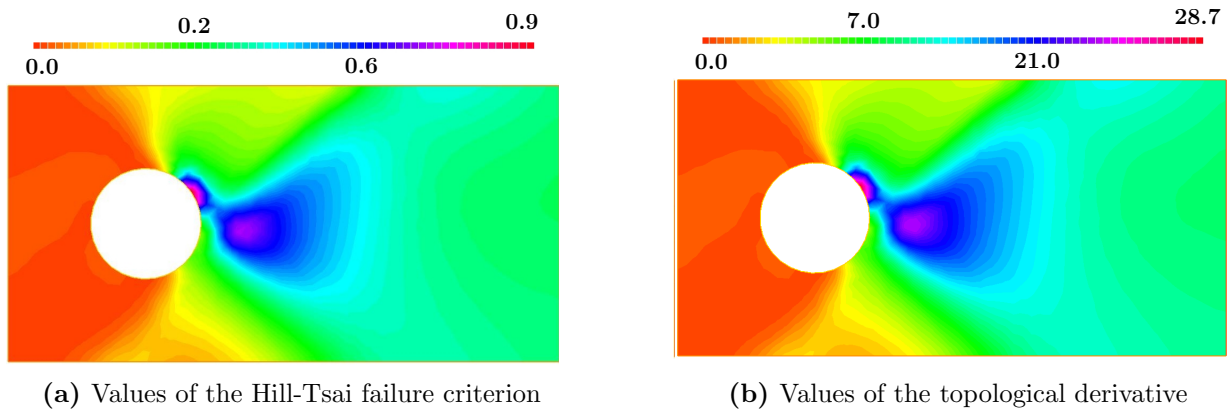 0.2 0.9
0.0 0.6
7.0 28.7
0.0 21.0
(a) Values of the Hill-Tsai failure criterion
(b) Values of the topological derivative